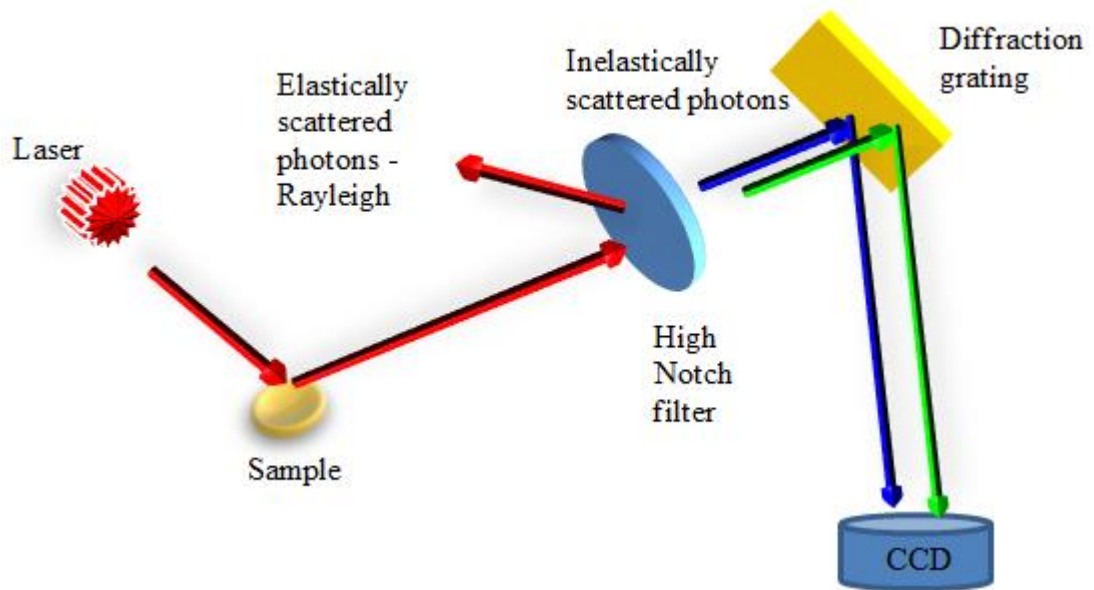 Laser
Elastically
scattered
photons -
Rayleigh
Inelastically
scattered photons
Diffraction
grating
High
Notch
filter
Sample
CCD